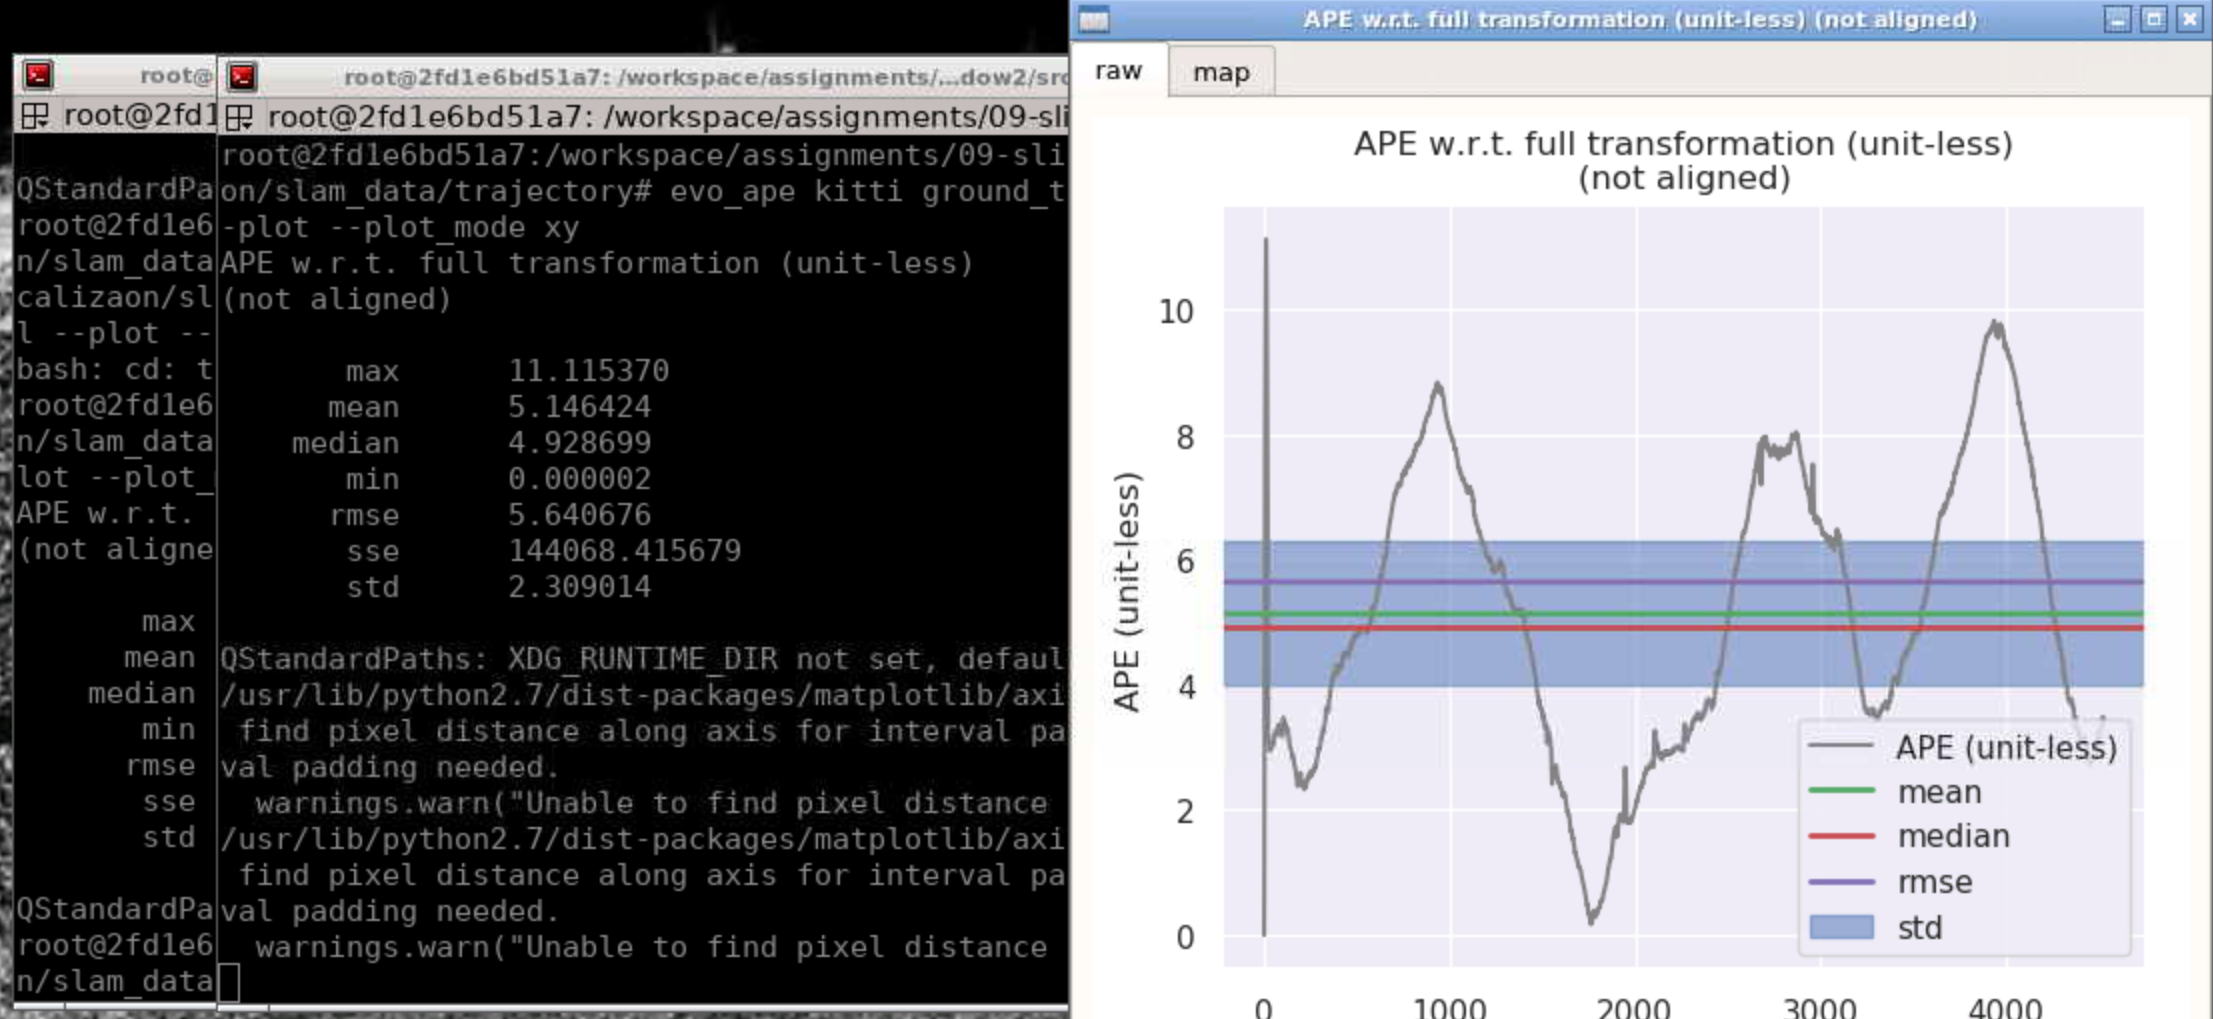 root@
QStandardPa
root@2fd1
root@2fd1e6
n/slam_data
calizaon/sl
l --plot --
bash: cd: t
root@2fd1e6
n/slam_data
lot --plot_
APE w.r.t.
(not aligne
max
mean
median
min
rmse
sse
std
QStandardPa
root@2fd1e6
n/slam_data
root@2fd1e6bd51a7: /workspace/assignments/...dow2/src
root@2fd1e6bd51a7: /workspace/assignments/09-sli
root@2fd1e6bd51a7:/workspace/assignments/09-sli
on/slam_data/trajectory# evo_ape kitti ground_t
-plot --plot_mode xy
APE w.r.t. full transformation (unit-less)
(not aligned)
max 11.115370
mean 5.146424
median 4.928699
min 0.000002
rmse 5.640676
sse 144068.415679
std 2.309014
QStandardPaths: XDG_RUNTIME_DIR not set, defaul
/usr/lib/python2.7/dist-packages/matplotlib/axi
find pixel distance along axis for interval pa
val padding needed.
warnings.warn("Unable to find pixel distance
/usr/lib/python2.7/dist-packages/matplotlib/axi
find pixel distance along axis for interval pa
val padding needed.
warnings.warn("Unable to find pixel distance
APE w.r.t. full transformation (unit-less) (not aligned)
raw map
APE w.r.t. full transformation (unit-less)
(not aligned)
APE (unit-less)
10
8
6
4
2
0
0 1000 2000 3000 4000
APE (unit-less)
mean
median
rmse
std